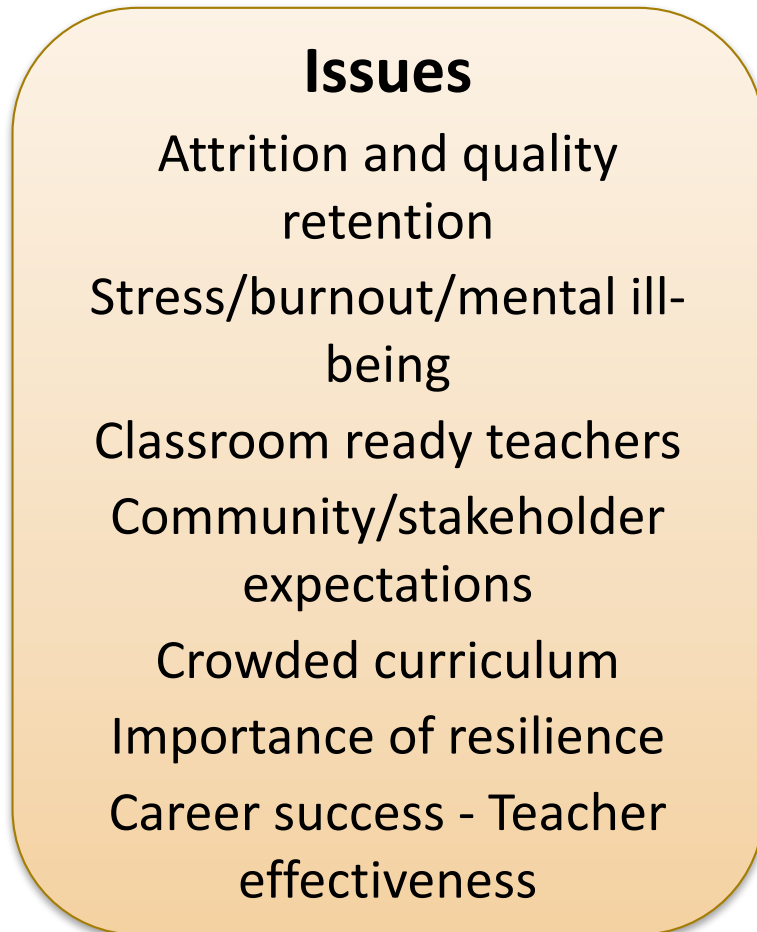 Issues
Attrition and quality
retention
Stress/burnout/mental ill-
being
Classroom ready teachers
Community/stakeholder
expectations
Crowded curriculum
Importance of resilience
Career success - Teacher
effectiveness